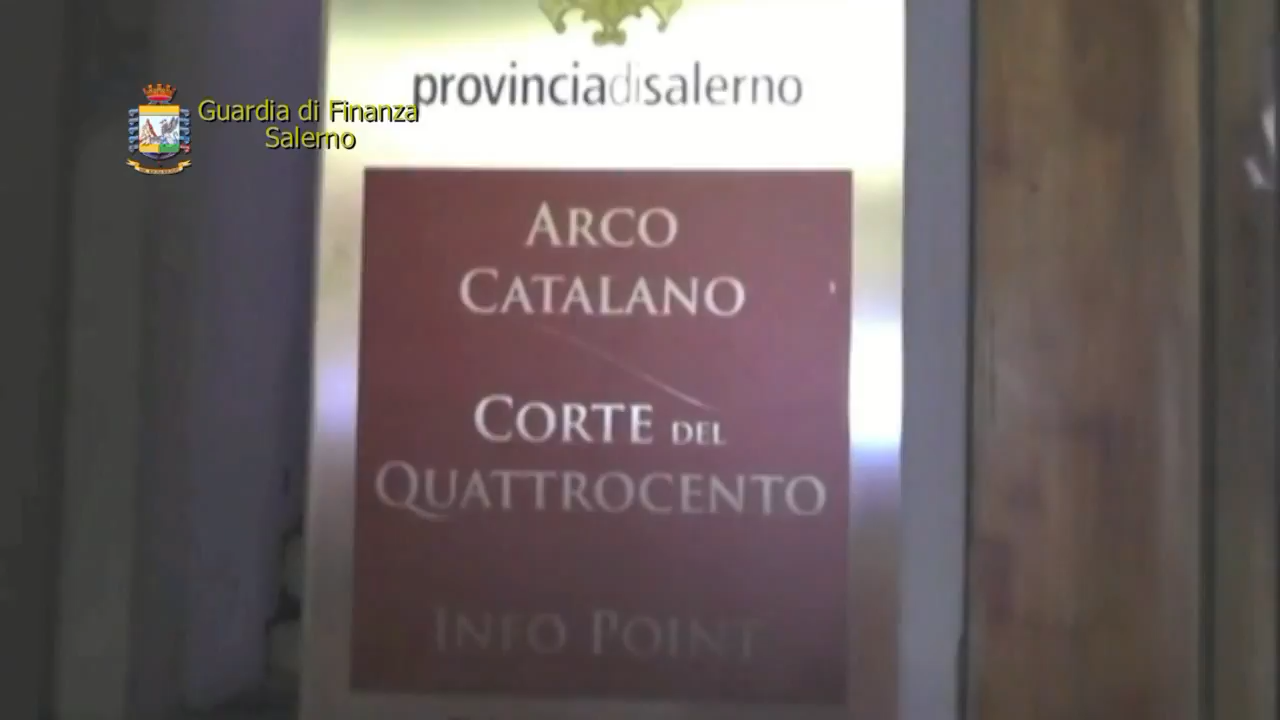 provinciadisalerno
Guardia di Finanza
Salerno
ARCO
CATALANO
CORTE DEL
QUATTROCENTO
INFO POINT